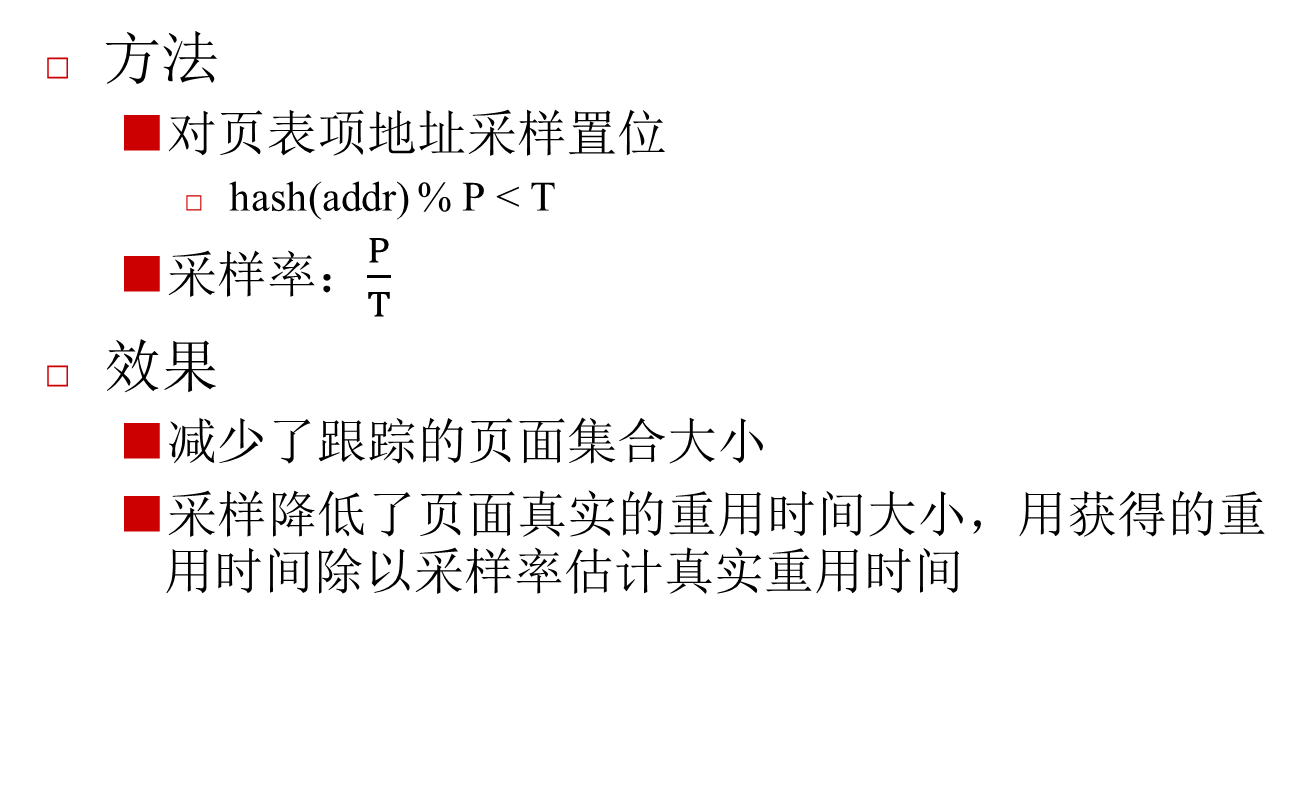 方法
对页表项地址采样置位
hash(addr) % P < T
采样率：P/T
效果
减少了跟踪的页面集合大小
采样降低了页面真实的重用时间大小，用获得的重
用时间除以采样率估计真实重用时间